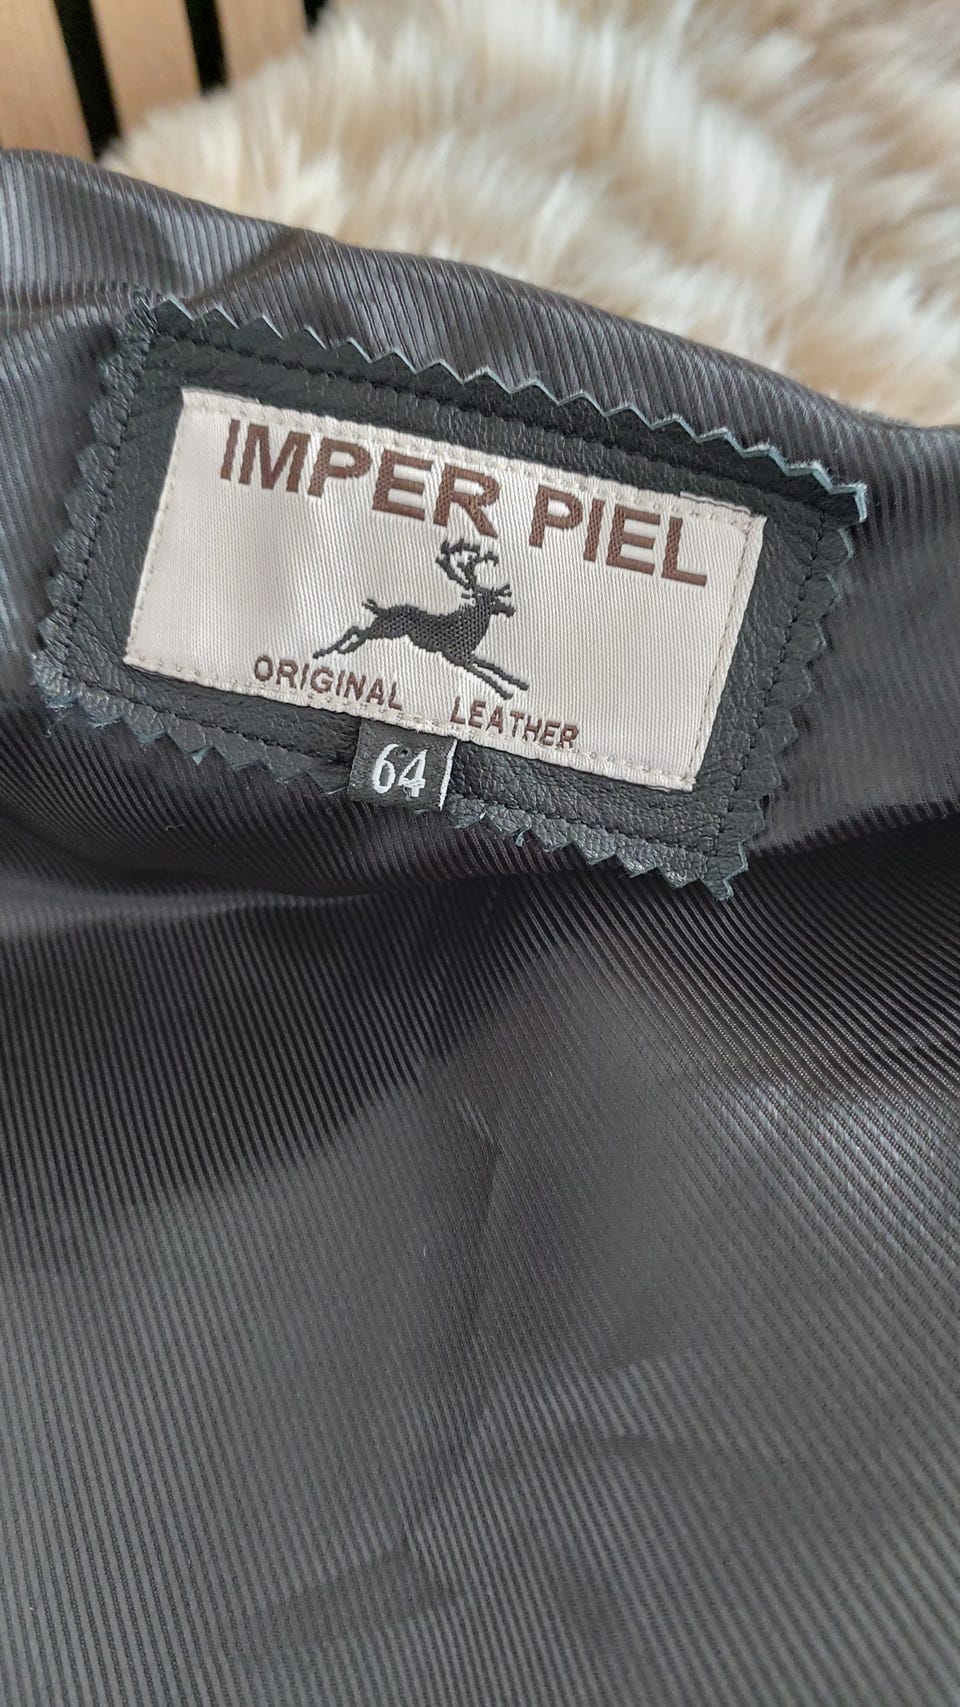 IMPER PIEL
ORIGINAL LEATHER
64